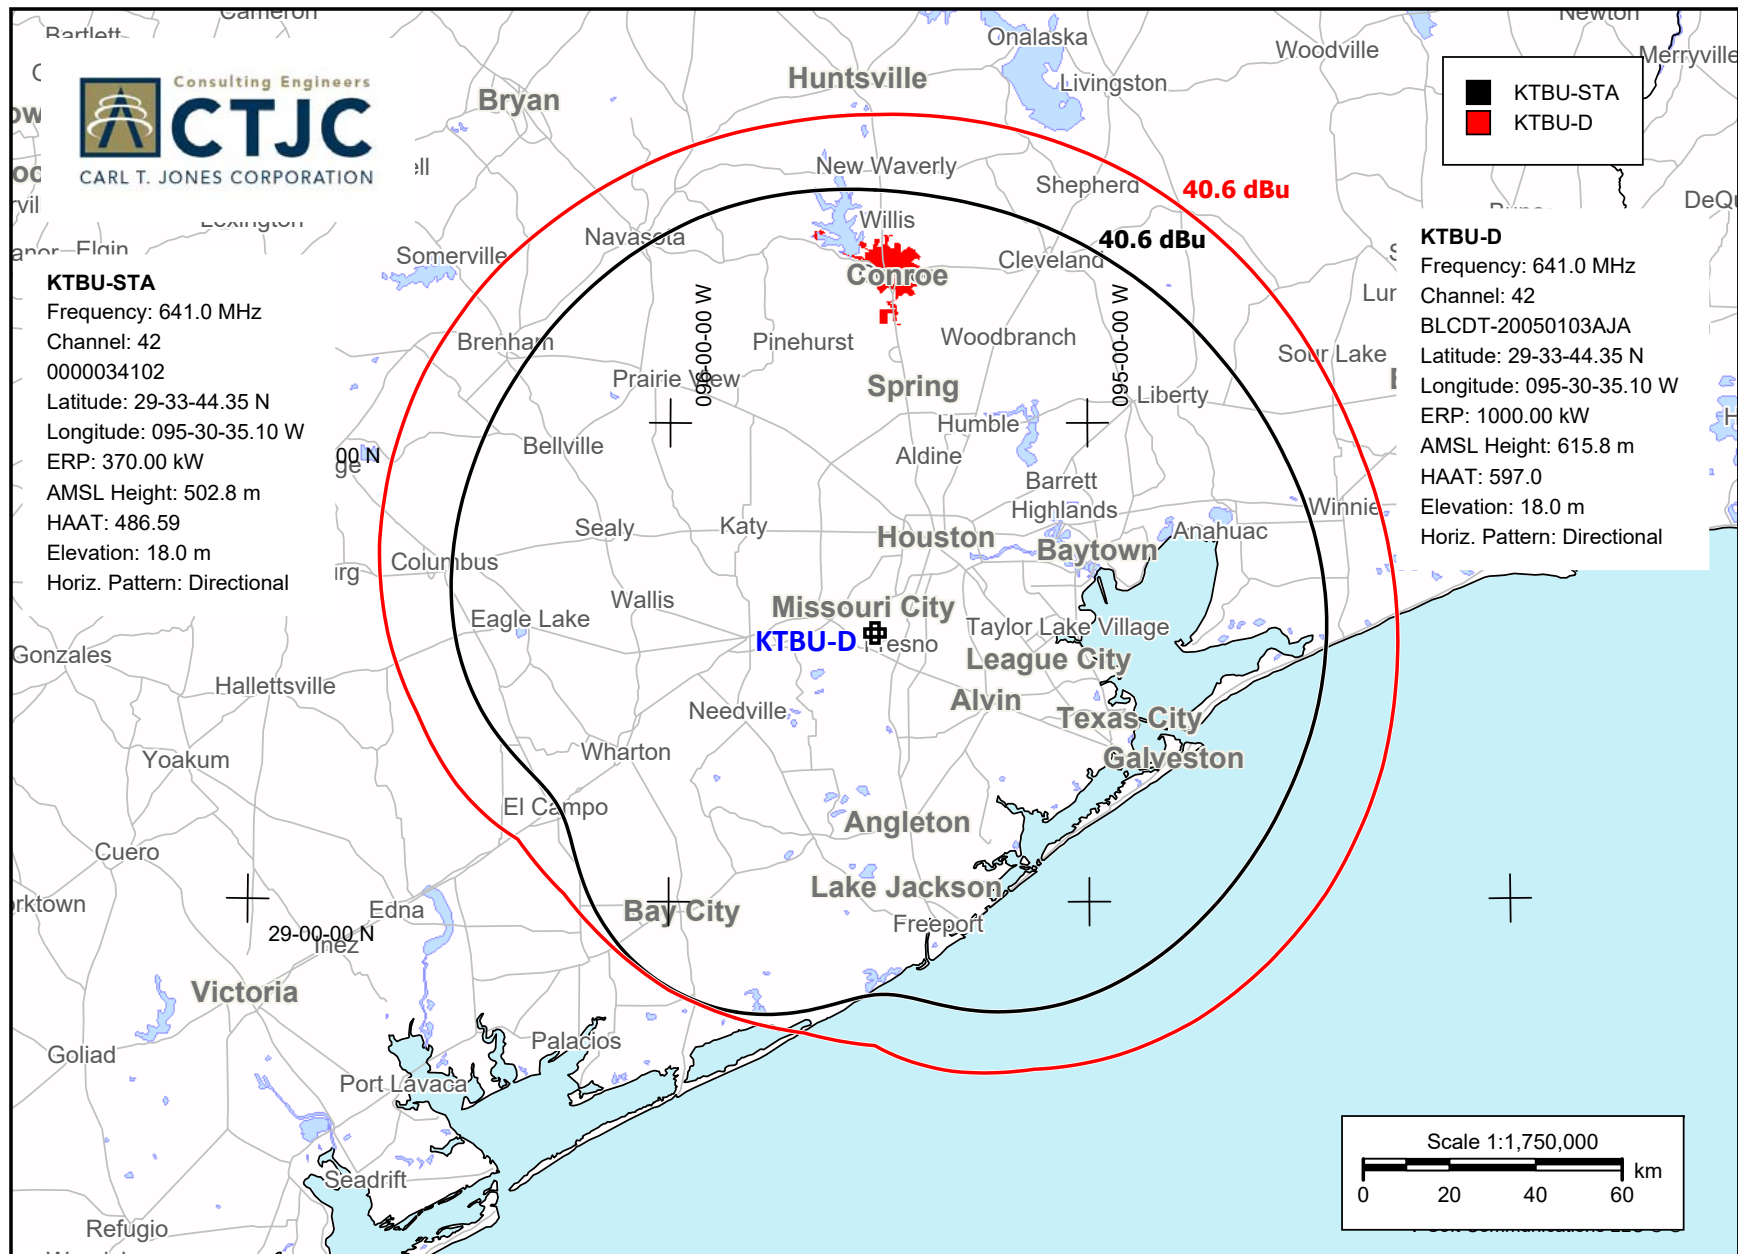 Cameron
Newton
Bartlett
Onalaska
Woodville
Merryville
Huntsville
Livingston
Bryan
Consulting Engineers
CTJC
CARL T. JONES CORPORATION
KTBU-STA
KTBU-D
New Waverly
Shepherd
40.6 dBu
Willis
40.6 dBu
Navasota
Lexington
Elgin
Somerville
Cleveland
Conroe
KTBU-STA
Frequency: 641.0 MHz
Channel: 42
0000034102
Latitude: 29-33-44.35 N
Longitude: 095-30-35.10 W
ERP: 370.00 kW
AMSL Height: 502.8 m
HAAT: 486.59
Elevation: 18.0 m
Horiz. Pattern: Directional
KTBU-D
Frequency: 641.0 MHz
Channel: 42
BLCDT-20050103AJA
Latitude: 29-33-44.35 N
Longitude: 095-30-35.10 W
ERP: 1000.00 kW
AMSL Height: 615.8 m
HAAT: 597.0
Elevation: 18.0 m
Horiz. Pattern: Directional
096-00-00 W
095-00-00 W
Brenham
Pinehurst
Woodbranch
Sour Lake
Prairie View
Spring
Liberty
Humble
Bellville
Aldine
00 N
Barrett
Highlands
Winnie
Sealy
Katy
Houston
Baytown
Anahuac
Columbus
Wallis
Missouri City
Eagle Lake
Taylor Lake Village
KTBU-D
Fresno
League City
Gonzales
Hallettsville
Needville
Alvin
Texas City
Wharton
Galveston
Yoakum
El Campo
Angleton
Cuero
Lake Jackson
Edna
Bay City
Freeport
29-00-00 N
Inez
Victoria
Palacios
Goliad
Port Lavaca
Seadrift
Refugio
Scale 1:1,750,000
km
0 20 40 60